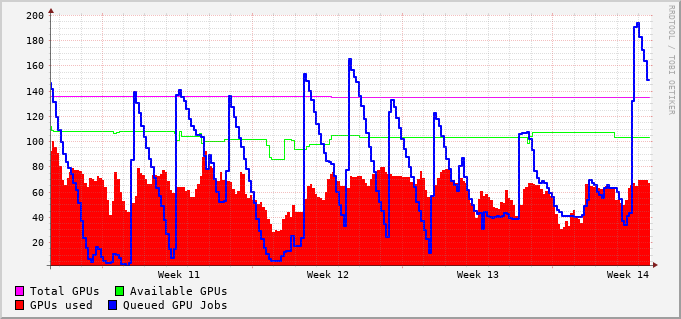 200
180
160
140
120
100
80
60
40
20
Week 11 Week 12 Week 13 Week 14
Total GPUs Available GPUs
GPUs used Queued GPU Jobs
RRDTOOL / TOBI OETIKER